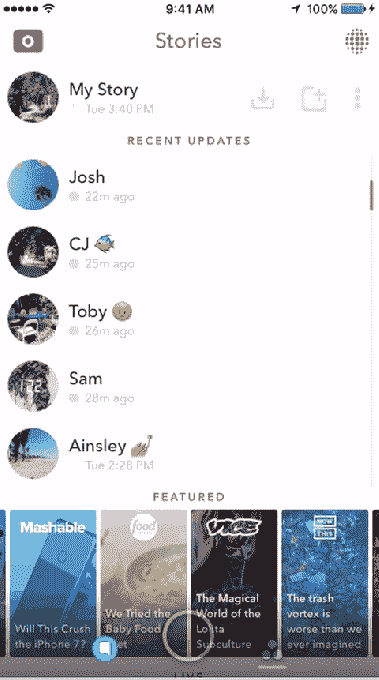 9:41 AM
100%
Stories
My Story
Tue 3:40 PM
RECENT UPDATES
Josh
22m ago
CJ
25m ago
Toby
26m ago
Sam
28m ago
Ainsley
Tue 2:28 PM
FEATURED
Mashable
Will This Crush
the iPhone 7?
food
We Tried the
Baby Food
VICE
The Magical
World of the
Lolita
Subculture
NOW
THIS
The trash
vortex is
worse than we
ever imagined
LIVE